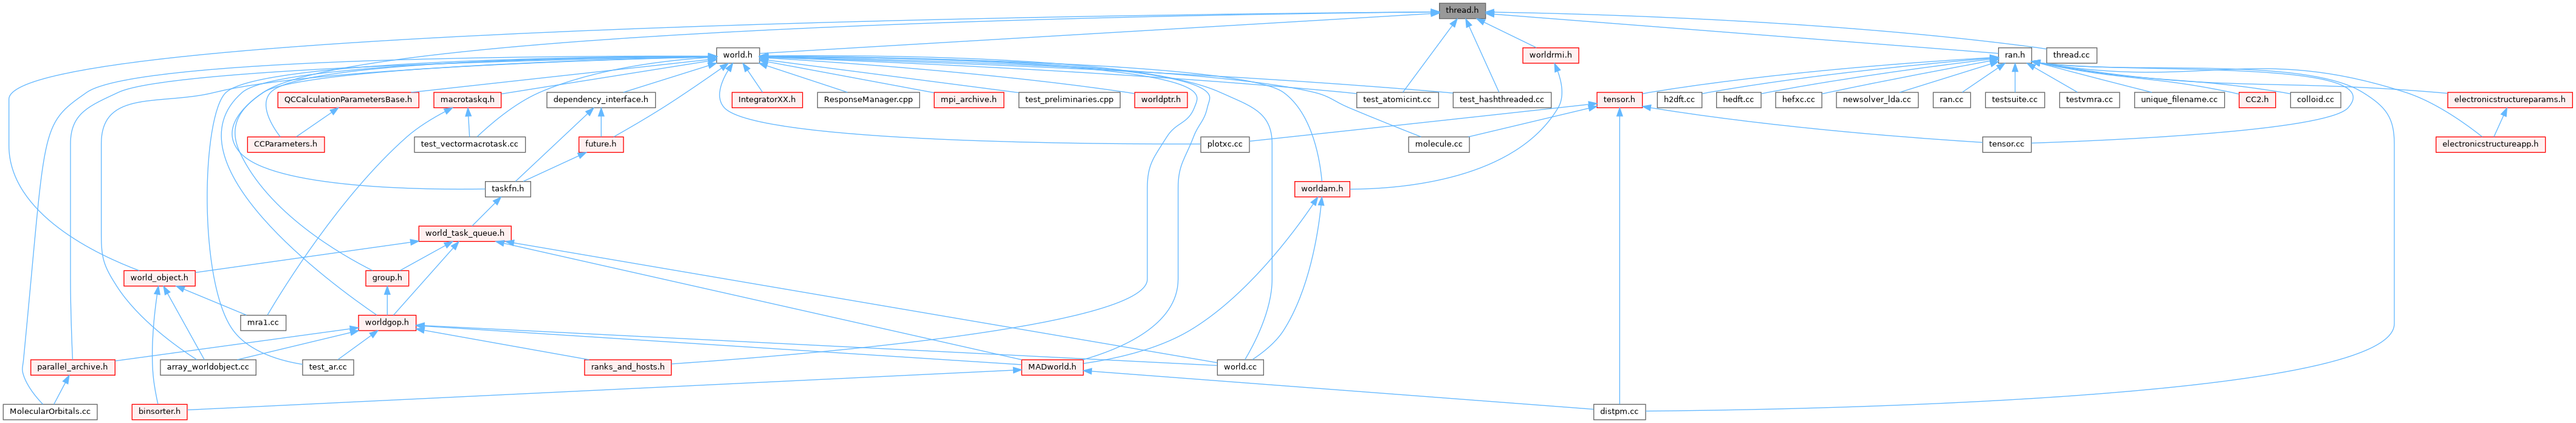 thread.h
world.h
worldrmi.h
ran.h
thread.cc
QCCalculationParametersBase.h
macrotaskq.h
dependency_interface.h
IntegratorXX.h
ResponseManager.cpp
mpi_archive.h
test_preliminaries.cpp
worldptr.h
test_atomicint.cc
test_hashthreaded.cc
tensor.h
h2dft.cc
hedft.cc
hefxc.cc
newsolver_lda.cc
ran.cc
testsuite.cc
testvmra.cc
unique_filename.cc
CC2.h
colloid.cc
electronicstructureparams.h
CCParameters.h
test_vectormacrotask.cc
future.h
plotxc.cc
molecule.cc
tensor.cc
electronicstructureapp.h
taskfn.h
worldam.h
world_task_queue.h
world_object.h
group.h
mra1.cc
worldgop.h
parallel_archive.h
array_worldobject.cc
test_ar.cc
ranks_and_hosts.h
MADworld.h
world.cc
MolecularOrbitals.cc
binsorter.h
distpm.cc